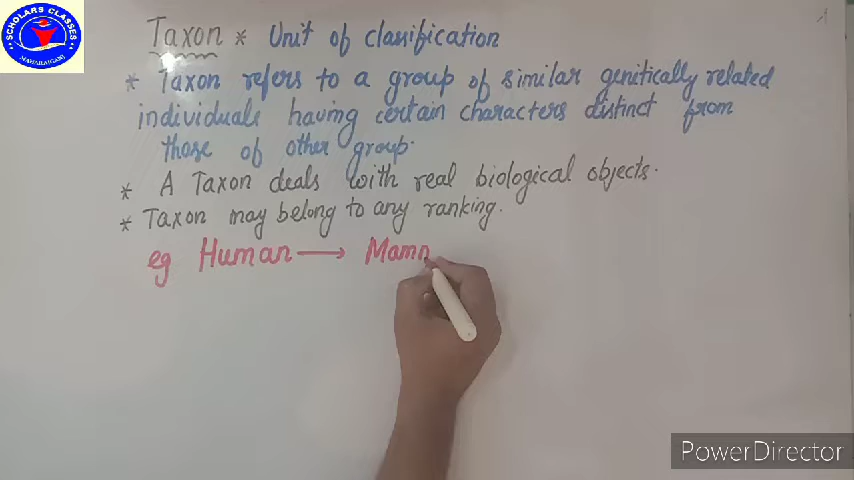 SCHOLARS CLASSES
MAHARAJGANJ
Taxon * Unit of classification
* Taxon refers to a group of similar genitically related
individuals having certain characters distinct from
those of other group.
* A Taxon deals with real biological objects.
* Taxon may belong to any ranking.
eg Human → Mamn
PowerDirector